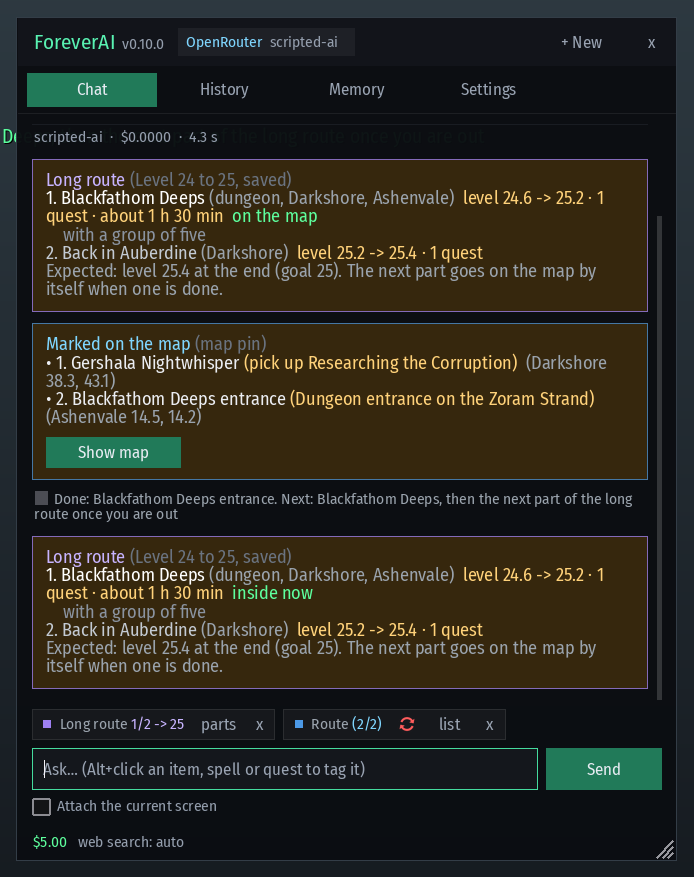 ForeverAI v0.10.0 OpenRouter scripted-ai + New x
Chat History Memory Settings
scripted-ai · $0.0000 · 4.3 s
Long route (Level 24 to 25, saved)
1. Blackfathom Deeps (dungeon, Darkshore, Ashenvale) level 24.6 -> 25.2 · 1
quest · about 1 h 30 min on the map
with a group of five
2. Back in Auberdine (Darkshore) level 25.2 -> 25.4 · 1 quest
Expected: level 25.4 at the end (goal 25). The next part goes on the map by
itself when one is done.
Marked on the map (map pin)
• 1. Gershala Nightwhisper (pick up Researching the Corruption) (Darkshore
38.3, 43.1)
• 2. Blackfathom Deeps entrance (Dungeon entrance on the Zoram Strand)
(Ashenvale 14.5, 14.2)
Show map
Done: Blackfathom Deeps entrance. Next: Blackfathom Deeps, then the next part of the long
route once you are out
Long route (Level 24 to 25, saved)
1. Blackfathom Deeps (dungeon, Darkshore, Ashenvale) level 24.6 -> 25.2 · 1
quest · about 1 h 30 min inside now
with a group of five
2. Back in Auberdine (Darkshore) level 25.2 -> 25.4 · 1 quest
Expected: level 25.4 at the end (goal 25). The next part goes on the map by
itself when one is done.
Long route 1/2 -> 25 parts x Route (2/2) list x
Ask... (Alt+click an item, spell or quest to tag it) Send
Attach the current screen
$5.00 web search: auto